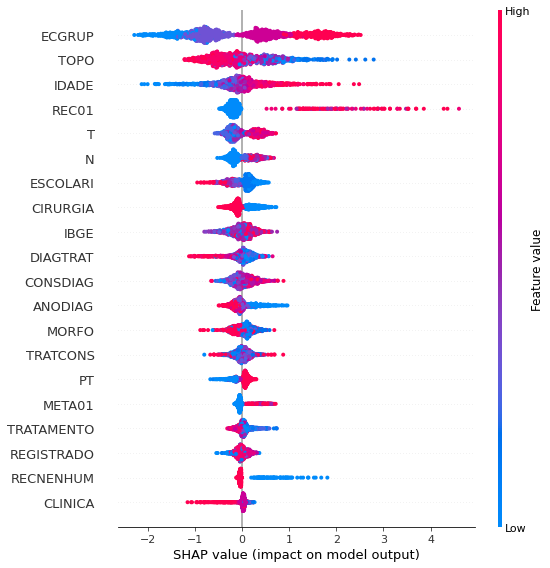 High
ECGRUP
TOPO
IDADE
REC01
T
N
ESCOLARI
CIRURGIA
IBGE
DIAGTRAT
CONSDIAG
ANODIAG
MORFO
TRATCONS
PT
META01
TRATAMENTO
REGISTRADO
RECNENHUM
CLINICA
Feature value
Low
−2 −1 0 1 2 3 4
SHAP value (impact on model output)